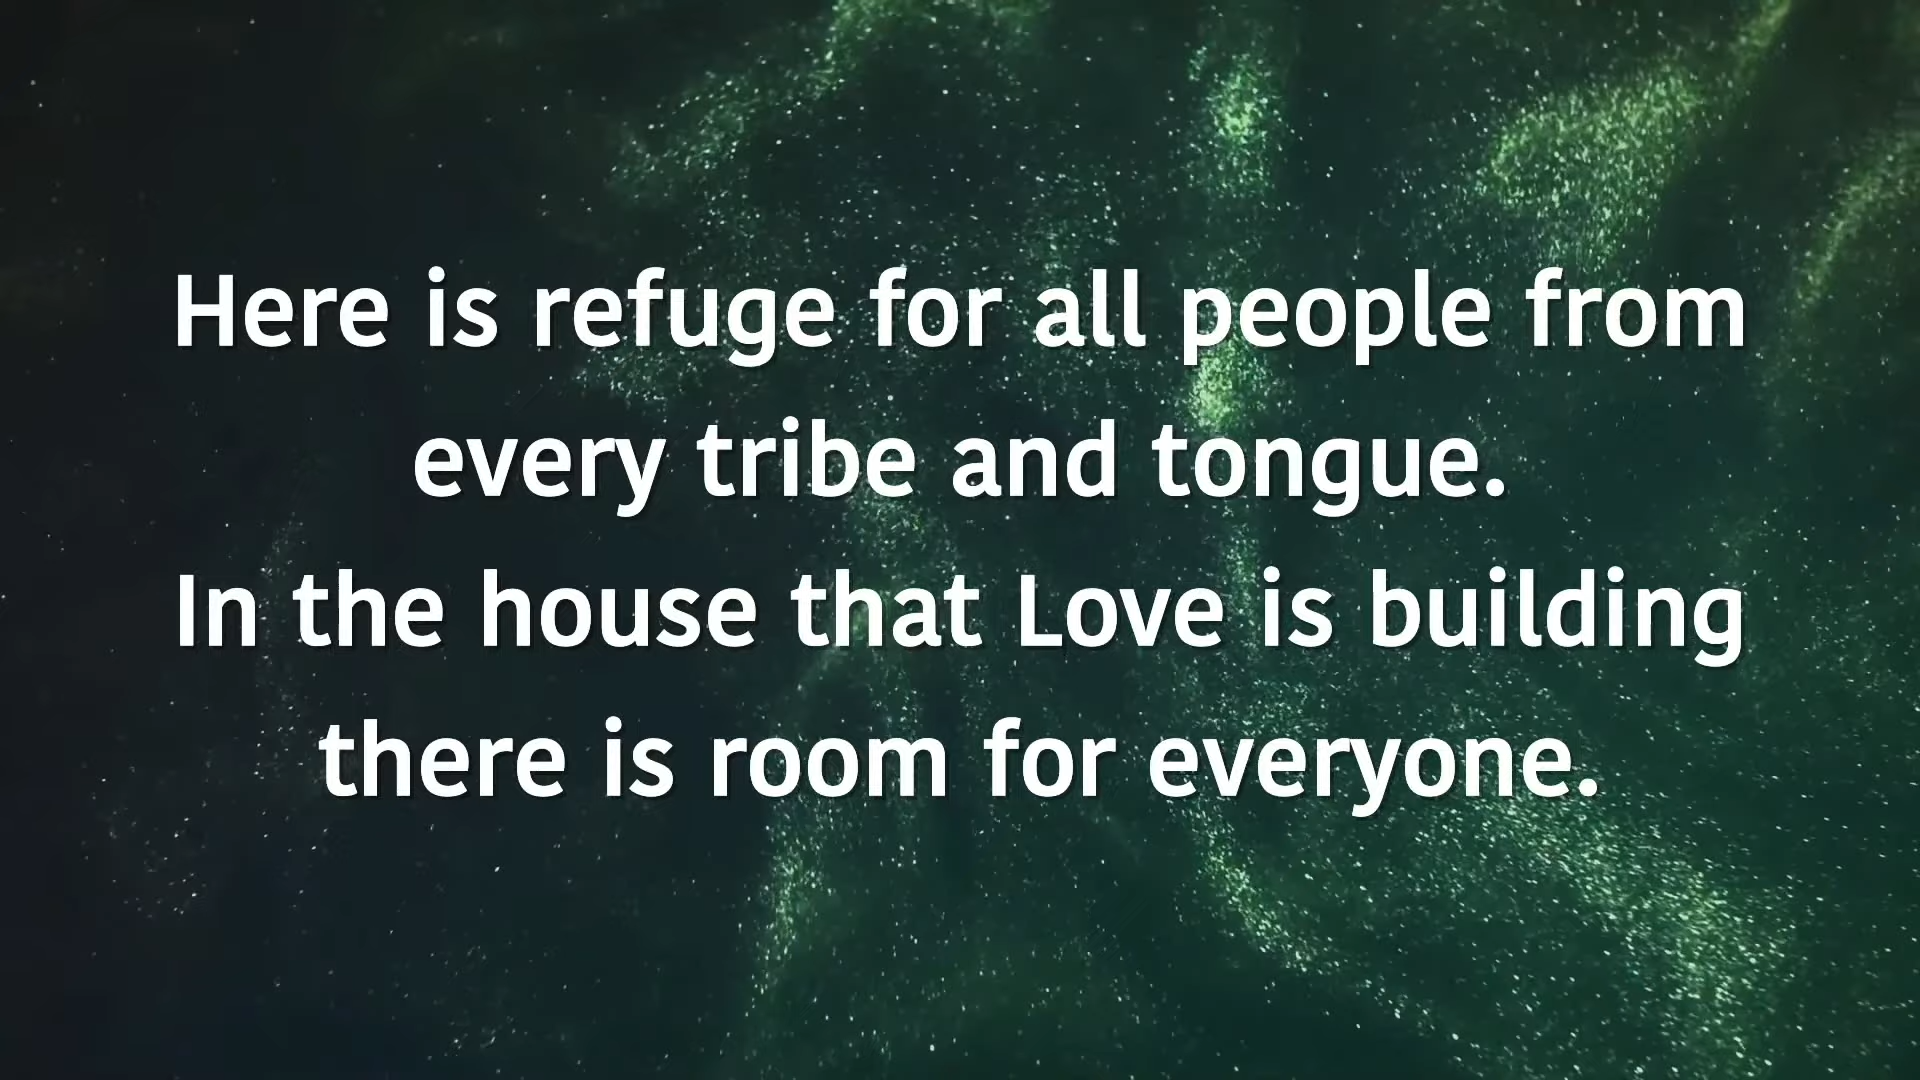 Here is refuge for all people from
every tribe and tongue.
In the house that Love is building
there is room for everyone.